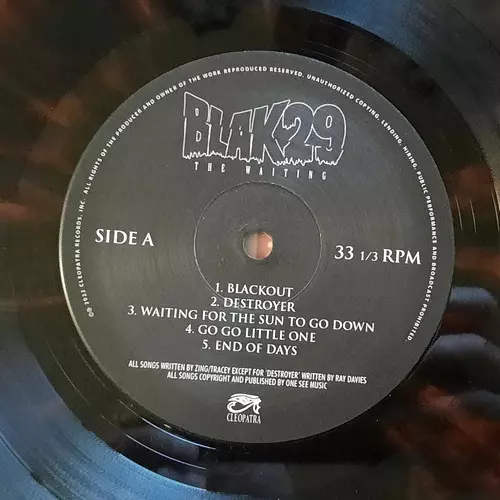 ALL RIGHTS OF THE PRODUCER AND OWNER OF THE WORK REPRODUCED RESERVED. UNAUTHORIZED COPYING, LENDING, HIRING, PUBLIC PERFORMANCE AND BROADCAST PROHIBITED
BLAK29
THE WAITING
SIDE A
33 1/3 RPM
1. BLACKOUT
2. DESTROYER
3. WAITING FOR THE SUN TO GO DOWN
4. GO GO LITTLE ONE
5. END OF DAYS
ALL SONGS WRITTEN BY ZING/TRACEY EXCEPT FOR 'DESTROYER' WRITTEN BY RAY DAVIES
ALL SONGS COPYRIGHT AND PUBLISHED BY ONE SEE MUSIC
CLEOPATRA
2022 CLEOPATRA RECORDS, INC.